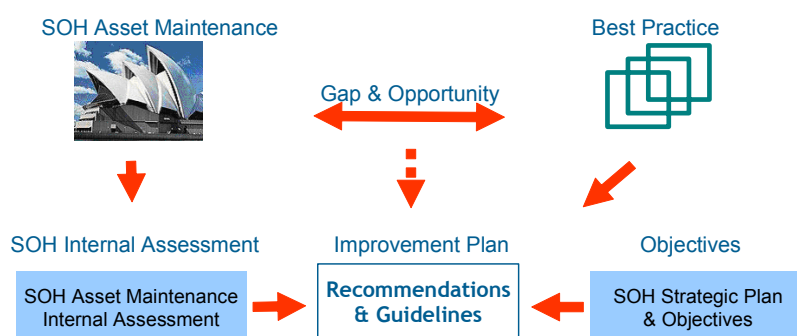 SOH Asset Maintenance
Best Practice
Gap & Opportunity
SOH Internal Assessment
Improvement Plan
Objectives
SOH Asset Maintenance
Internal Assessment
Recommendations
& Guidelines
SOH Strategic Plan
& Objectives